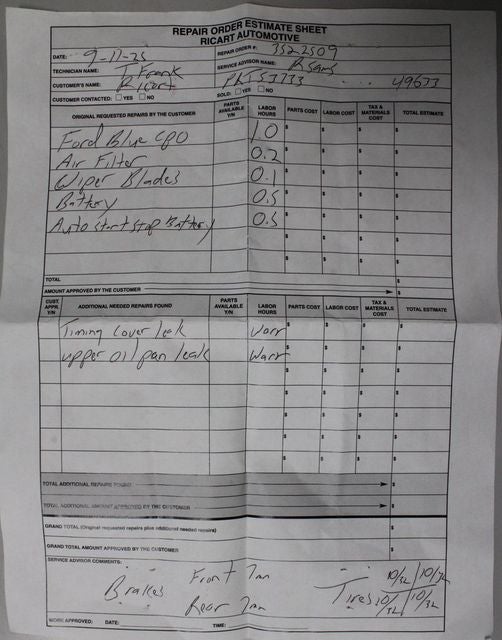 REPAIR ORDER ESTIMATE SHEET
RICART AUTOMOTIVE
DATE: 9-17-25 REPAIR ORDER #: 3522509
TECHNICIAN NAME: T Frank SERVICE ADVISOR NAME: R Sams
CUSTOMER'S NAME: Ricart PRIS3733 49633
CUSTOMER CONTACTED: YES NO SOLD: YES NO
ORIGINAL REQUESTED REPAIRS BY THE CUSTOMER PARTS AVAILABLE Y/N LABOR HOURS PARTS COST LABOR COST TAX & MATERIALS COST TOTAL ESTIMATE
Ford Blue CPO 1.0 $ $ $ $
Air Filter 0.2 $ $ $ $
Wiper Blades 0.1 $ $ $ $
Battery 0.5 $ $ $ $
Auto start stop Battery 0.5 $ $ $ $
$ $ $ $
$ $ $ $
TOTAL $
AMOUNT APPROVED BY THE CUSTOMER $
CUST. APPR. Y/N ADDITIONAL NEEDED REPAIRS FOUND PARTS AVAILABLE Y/N LABOR HOURS PARTS COST LABOR COST TAX & MATERIALS COST TOTAL ESTIMATE
Timing cover leak Warr $ $ $ $
upper oil pan leak Warr $ $ $ $
$ $ $ $
$ $ $ $
$ $ $ $
$ $ $ $
$ $ $ $
TOTAL ADDITIONAL REPAIRS FOUND $
TOTAL ADDITIONAL AMOUNT APPROVED BY THE CUSTOMER $
GRAND TOTAL (Original requested repairs plus additional needed repairs) $
GRAND TOTAL AMOUNT APPROVED BY THE CUSTOMER $
SERVICE ADVISOR COMMENTS:
Brakes Front 7mm Tires 10/32 10/32
Rear 7mm 10/32 10/32
WORK APPROVED: DATE: TIME: